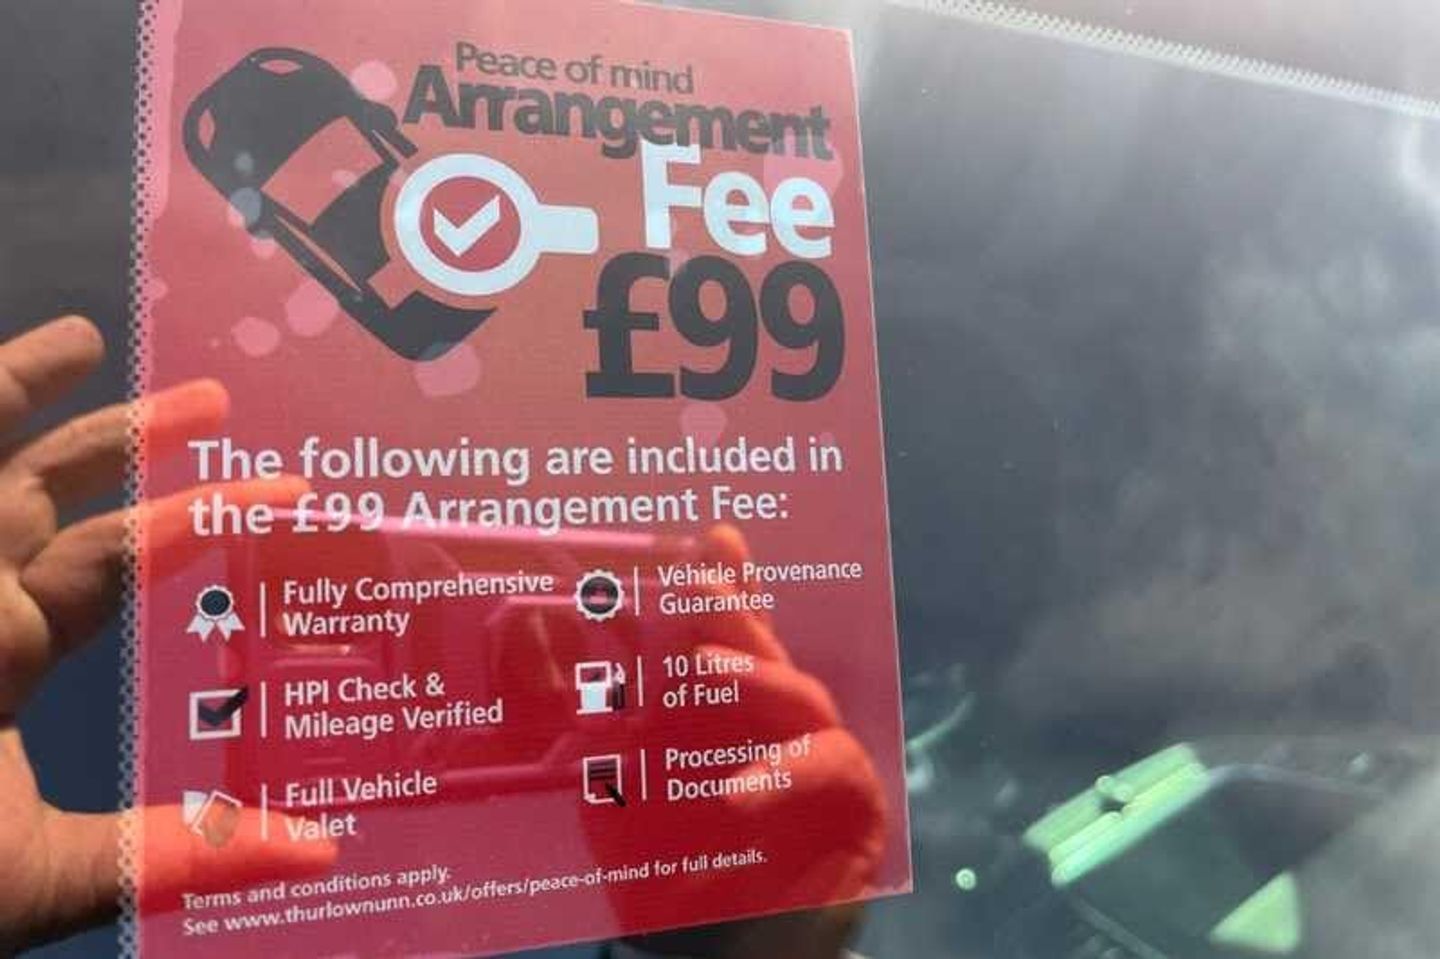 Peace of mind
Arrangement
Fee
£99
The following are included in
the £99 Arrangement Fee:
Fully Comprehensive
Warranty
Vehicle Provenance
Guarantee
HPI Check &
Mileage Verified
10 Litres
of Fuel
Full Vehicle
Valet
Processing of
Documents
Terms and conditions apply.
See www.thurlownunn.co.uk/offers/peace-of-mind for full details.